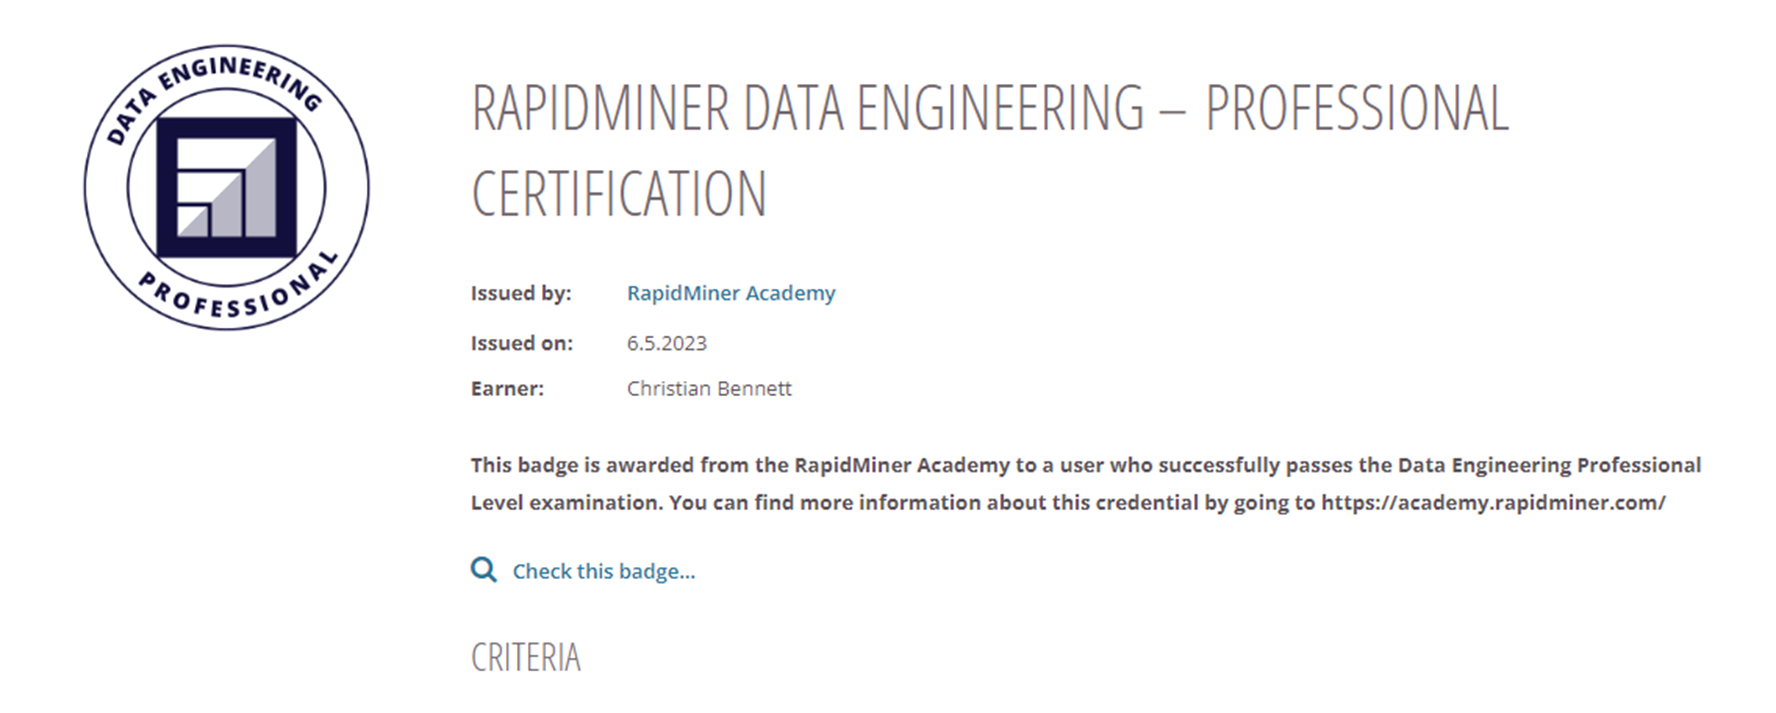 DATA ENGINEERING
PROFESSIONAL
RAPIDMINER DATA ENGINEERING – PROFESSIONAL
CERTIFICATION
Issued by: RapidMiner Academy
Issued on: 6.5.2023
Earner: Christian Bennett
This badge is awarded from the RapidMiner Academy to a user who successfully passes the Data Engineering Professional
Level examination. You can find more information about this credential by going to https://academy.rapidminer.com/
Check this badge...
CRITERIA